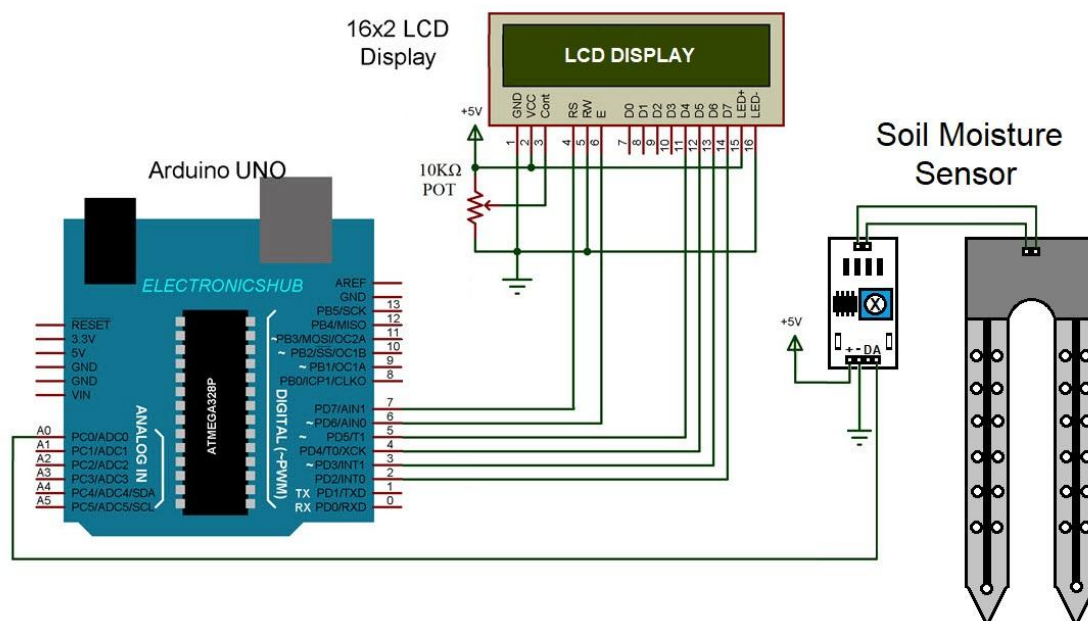 16x2 LCD
Display
LCD DISPLAY
GND
VCC
Cont
RS
RW
E
D0
D1
D2
D3
D4
D5
D6
D7
LED+
LED-
1
2
3
4
5
6
7
8
9
10
11
12
13
14
15
16
+5V
10KΩ
POT
Soil Moisture
Sensor
Arduino UNO
ELECTRONICSHUB
ATMEGA328P
ANALOG IN
DIGITAL (~PWM)
RESET
3.3V
5V
GND
GND
VIN
A0 PC0/ADC0
A1 PC1/ADC1
A2 PC2/ADC2
A3 PC3/ADC3
A4 PC4/ADC4/SDA
A5 PC5/ADC5/SCL
AREF
GND
PB5/SCK 13
PB4/MISO 12
~PB3/MOSI/OC2A 11
~ PB2/SS/OC1B 10
~ PB1/OC1A 9
PB0/ICP1/CLKO 8
PD7/AIN1 7
~ PD6/AIN0 6
~ PD5/T1 5
PD4/T0/XCK 4
~ PD3/INT1 3
PD2/INT0 2
TX PD1/TXD 1
RX PD0/RXD 0
+5V
+ - DA